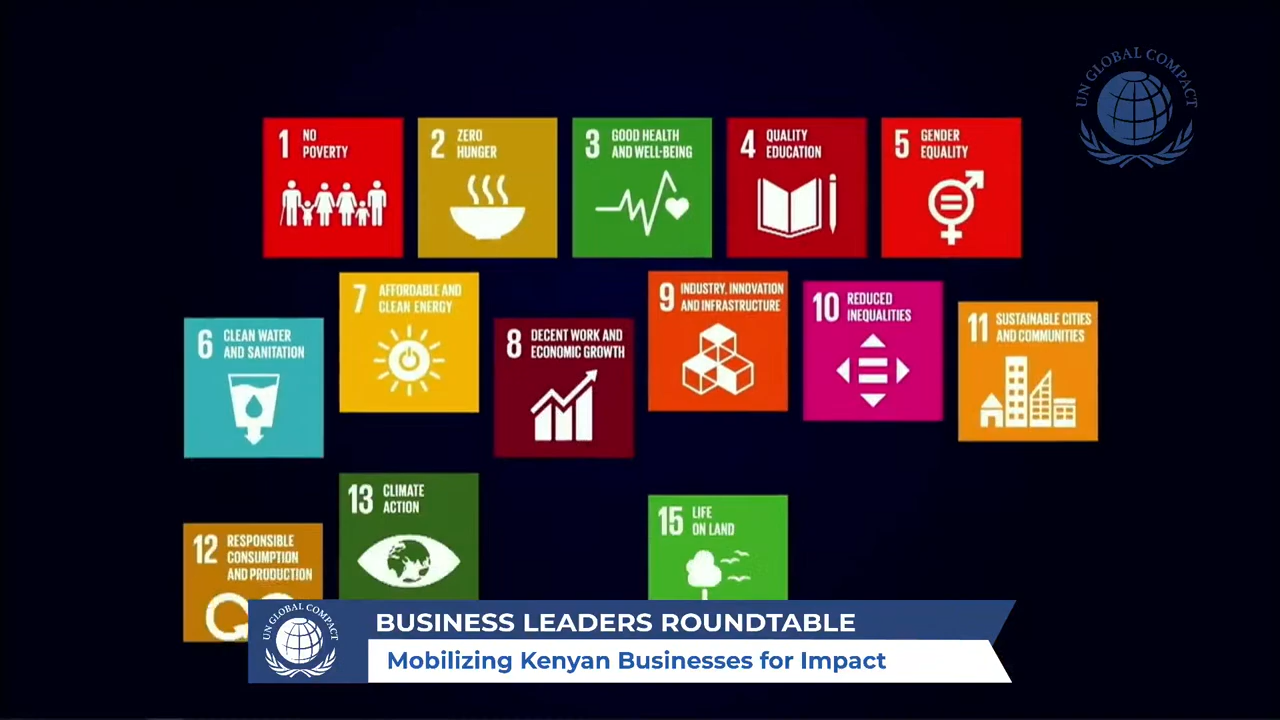 UN GLOBAL COMPACT
1 NO
POVERTY
2 ZERO
HUNGER
3 GOOD HEALTH
AND WELL-BEING
4 QUALITY
EDUCATION
5 GENDER
EQUALITY
6 CLEAN WATER
AND SANITATION
7 AFFORDABLE AND
CLEAN ENERGY
8 DECENT WORK AND
ECONOMIC GROWTH
9 INDUSTRY, INNOVATION
AND INFRASTRUCTURE
10 REDUCED
INEQUALITIES
11 SUSTAINABLE CITIES
AND COMMUNITIES
12 RESPONSIBLE
CONSUMPTION
AND PRODUCTION
13 CLIMATE
ACTION
15 LIFE
ON LAND
UN GLOBAL COMPACT
BUSINESS LEADERS ROUNDTABLE
Mobilizing Kenyan Businesses for Impact